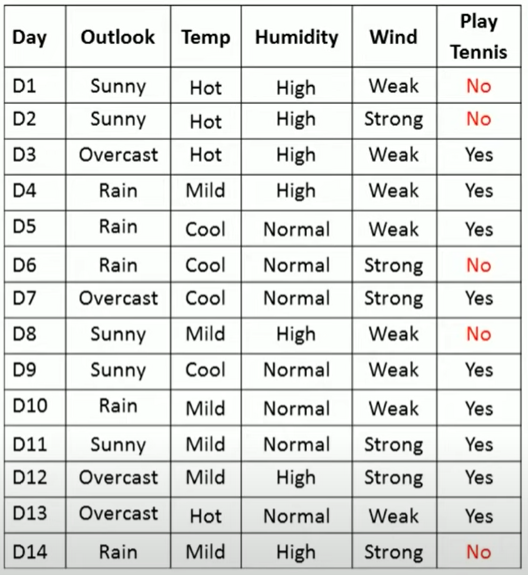 Day Outlook Temp Humidity Wind Play Tennis
D1 Sunny Hot High Weak No
D2 Sunny Hot High Strong No
D3 Overcast Hot High Weak Yes
D4 Rain Mild High Weak Yes
D5 Rain Cool Normal Weak Yes
D6 Rain Cool Normal Strong No
D7 Overcast Cool Normal Strong Yes
D8 Sunny Mild High Weak No
D9 Sunny Cool Normal Weak Yes
D10 Rain Mild Normal Weak Yes
D11 Sunny Mild Normal Strong Yes
D12 Overcast Mild High Strong Yes
D13 Overcast Hot Normal Weak Yes
D14 Rain Mild High Strong No